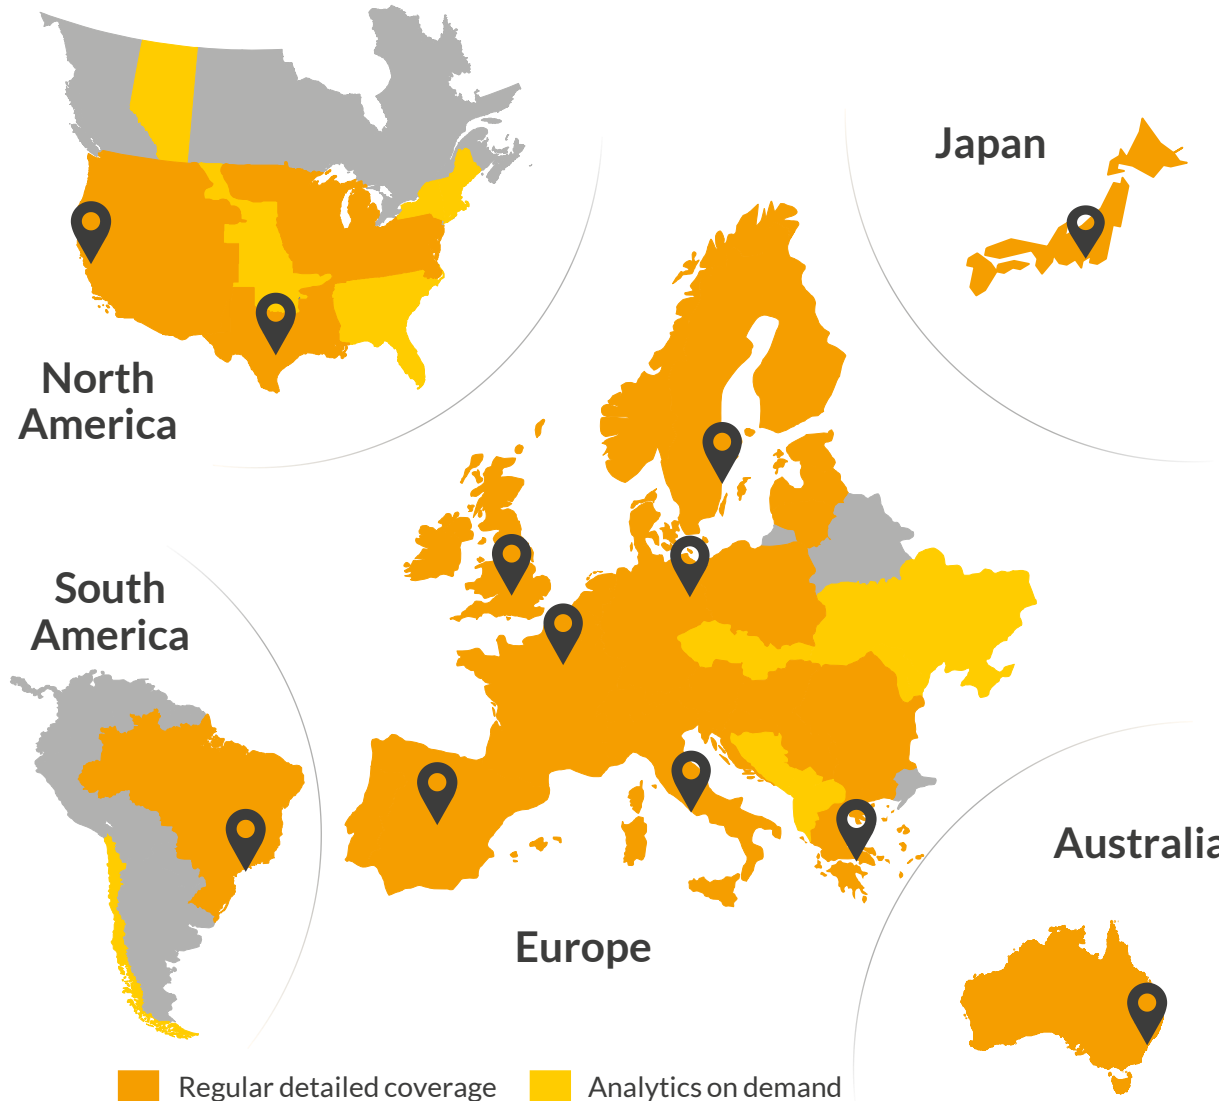 Japan
North
America
South
America
Australia
Europe
Regular detailed coverage
Analytics on demand